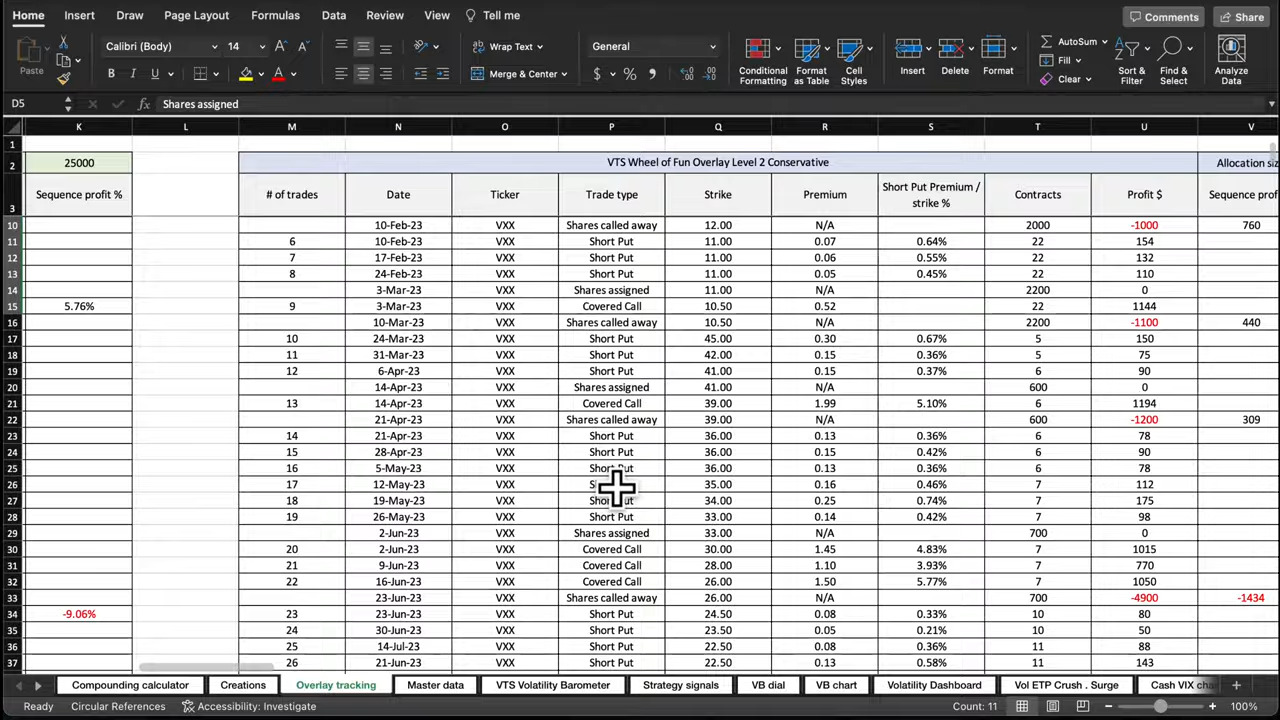 Home Insert Draw Page Layout Formulas Data Review View Tell me Comments Share
Calibri (Body) 14 Wrap Text General AutoSum
Paste B I U Merge & Center $ % Conditional Formatting Format as Table Cell Styles Insert Delete Format Fill Clear Sort & Filter Find & Select Analyze Data
D5 fx Shares assigned
K L M N O P Q R S T U V
1
2 25000 VTS Wheel of Fun Overlay Level 2 Conservative Allocation
3 Sequence profit % # of trades Date Ticker Trade type Strike Premium Short Put Premium / strike % Contracts Profit $ Sequence
10 10-Feb-23 VXX Shares called away 12.00 N/A 2000 -1000 760
11 6 10-Feb-23 VXX Short Put 11.00 0.07 0.64% 22 154
12 7 17-Feb-23 VXX Short Put 11.00 0.06 0.55% 22 132
13 8 24-Feb-23 VXX Short Put 11.00 0.05 0.45% 22 110
14 3-Mar-23 VXX Shares assigned 11.00 N/A 2200 0
15 5.76% 9 3-Mar-23 VXX Covered Call 10.50 0.52 22 1144
16 10-Mar-23 VXX Shares called away 10.50 N/A 2200 -1100 440
17 10 24-Mar-23 VXX Short Put 45.00 0.30 0.67% 5 150
18 11 31-Mar-23 VXX Short Put 42.00 0.15 0.36% 5 75
19 12 6-Apr-23 VXX Short Put 41.00 0.15 0.37% 6 90
20 14-Apr-23 VXX Shares assigned 41.00 N/A 600 0
21 13 14-Apr-23 VXX Covered Call 39.00 1.99 5.10% 6 1194
22 21-Apr-23 VXX Shares called away 39.00 N/A 600 -1200 309
23 14 21-Apr-23 VXX Short Put 36.00 0.13 0.36% 6 78
24 15 28-Apr-23 VXX Short Put 36.00 0.15 0.42% 6 90
25 16 5-May-23 VXX Short Put 36.00 0.13 0.36% 6 78
26 17 12-May-23 VXX 35.00 0.16 0.46% 7 112
27 18 19-May-23 VXX Short Put 34.00 0.25 0.74% 7 175
28 19 26-May-23 VXX Short Put 33.00 0.14 0.42% 7 98
29 2-Jun-23 VXX Shares assigned 33.00 N/A 700 0
30 20 2-Jun-23 VXX Covered Call 30.00 1.45 4.83% 7 1015
31 21 9-Jun-23 VXX Covered Call 28.00 1.10 3.93% 7 770
32 22 16-Jun-23 VXX Covered Call 26.00 1.50 5.77% 7 1050
33 23-Jun-23 VXX Shares called away 26.00 N/A 700 -4900 -1434
34 -9.06% 23 23-Jun-23 VXX Short Put 24.50 0.08 0.33% 10 80
35 24 30-Jun-23 VXX Short Put 23.50 0.05 0.21% 10 50
36 25 14-Jul-23 VXX Short Put 22.50 0.08 0.36% 11 88
37 26 21-Jun-23 VXX Short Put 22.50 0.13 0.58% 11 143
Compounding calculator Creations Overlay tracking Master data VTS Volatility Barometer Strategy signals VB dial VB chart Volatility Dashboard Vol ETP Crush . Surge Cash VIX
Ready Circular References Accessibility: Investigate Count: 11 100%